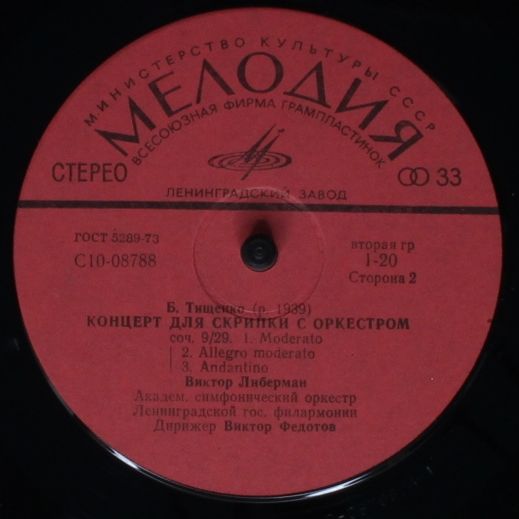 МИНИСТЕРСТВО КУЛЬТУРЫ СССР
МЕЛОДИЯ
ВСЕСОЮЗНАЯ ФИРМА ГРАМПЛАСТИНОК
СТЕРЕО
33
ЛЕНИНГРАДСКИЙ ЗАВОД
ГОСТ 5289-73
С10-08788
вторая гр
1-20
Сторона 2
Б. Тищенко (р. 1939)
КОНЦЕРТ ДЛЯ СКРИПКИ С ОРКЕСТРОМ
соч. 9/29. 1. Moderato
2. Allegro moderato
3. Andantino
Виктор Либерман
Академ. симфонический оркестр
Ленинградской гос. филармонии
Дирижер Виктор Федотов